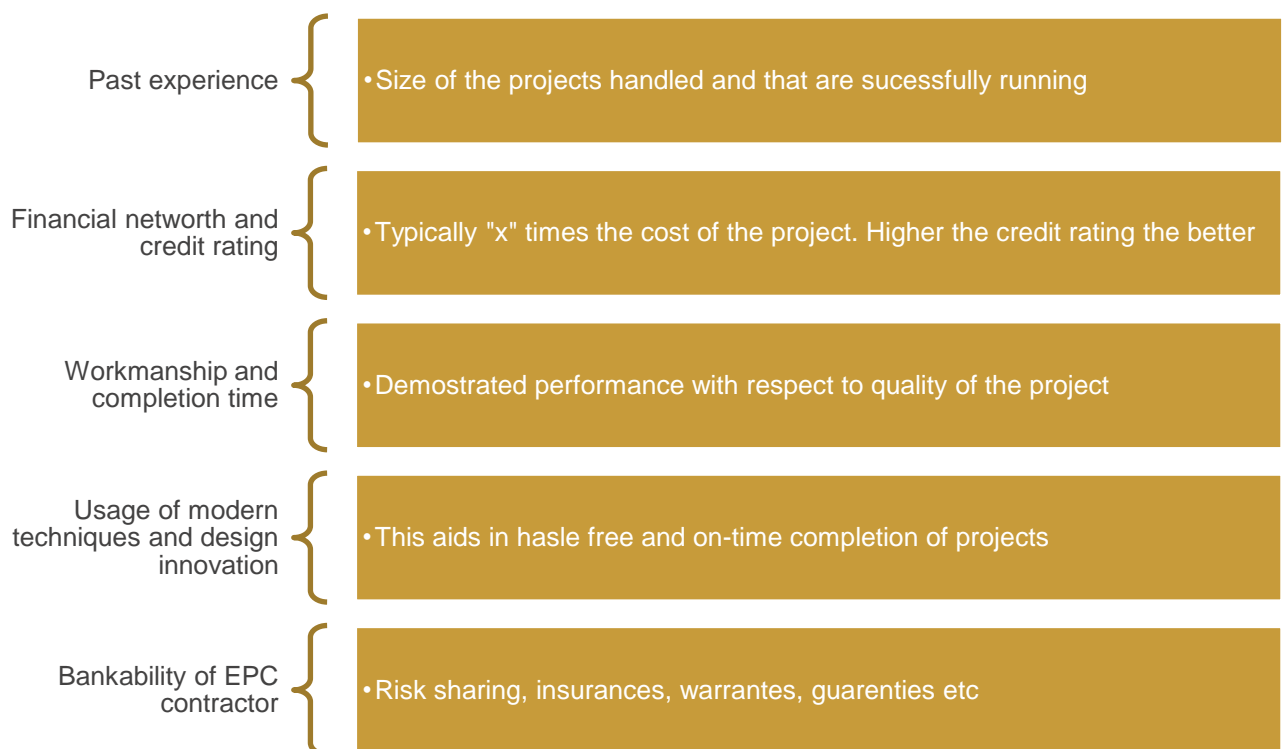 Past experience
•Size of the projects handled and that are sucessfully running
Financial networth and
credit rating
•Typically "x" times the cost of the project. Higher the credit rating the better
Workmanship and
completion time
•Demostrated performance with respect to quality of the project
Usage of modern
techniques and design
innovation
•This aids in hasle free and on-time completion of projects
Bankability of EPC
contractor
•Risk sharing, insurances, warrantes, guarenties etc